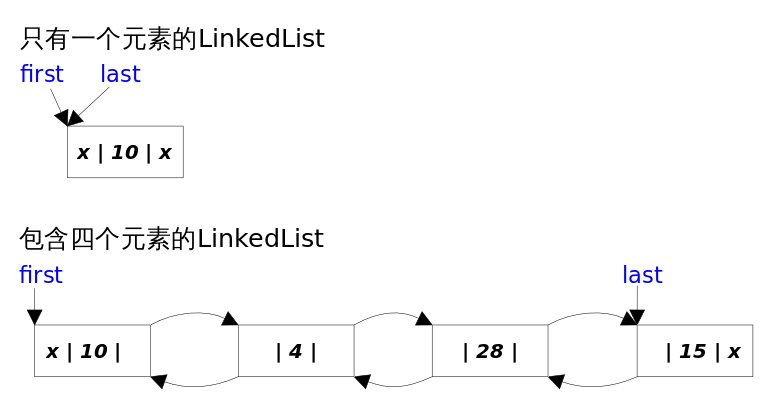 只有一个元素的LinkedList
first last
x | 10 | x
包含四个元素的LinkedList
first last
x | 10 | | 4 | | 28 | | 15 | x